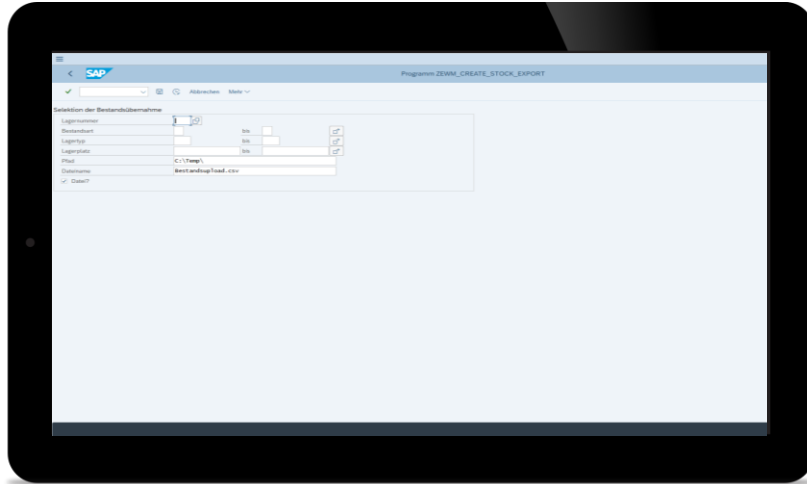 SAP
Programm ZEWM_CREATE_STOCK_EXPORT
Abbrechen Mehr
Selektion der Bestandsübernahme
Lagernummer
Bestandsart bis
Lagertyp bis
Lagerplatz bis
Pfad C:\Temp\
Dateiname Bestandsupload.csv
Datei?